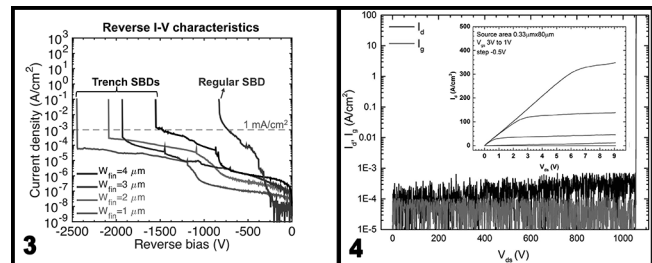 Reverse I-V characteristics
Current density (A/cm²)
10³
10²
10¹
10⁰
10⁻¹
10⁻²
10⁻³
10⁻⁴
10⁻⁵
10⁻⁶
10⁻⁷
10⁻⁸
10⁻⁹
Trench SBDs
Regular SBD
1 mA/cm²
W_fin=4 μm
W_fin=3 μm
W_fin=2 μm
W_fin=1 μm
-2500 -2000 -1500 -1000 -500 0
Reverse bias (V)
3
I_d, I_g (A/cm²)
100
10
1
0.1
0.01
1E-3
1E-4
1E-5
I_d
I_g
Source area 0.33μmx80μm
V_gs 3V to 1V
step -0.5V
I_d (A/cm²)
500
400
300
200
100
0
0 1 2 3 4 5 6 7 8 9
V_ds (V)
0 200 400 600 800 1000
V_ds (V)
4